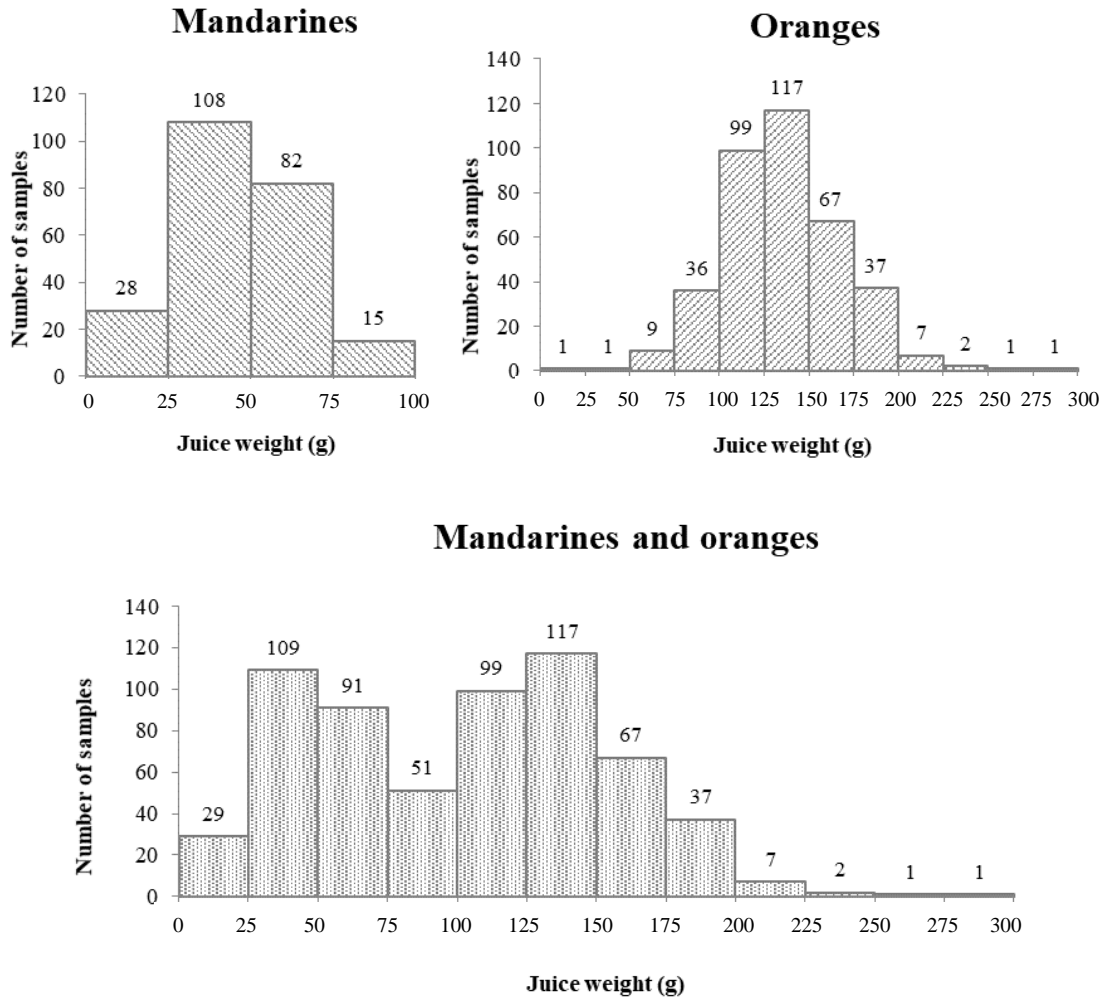 Mandarines
120
100
80
60
40
20
0
Number of samples
28
108
82
15
0 25 50 75 100
Juice weight (g)
Oranges
140
120
100
80
60
40
20
0
Number of samples
1 1 9 36 99 117 67 37 7 2 1 1
0 25 50 75 100 125 150 175 200 225 250 275 300
Juice weight (g)
Mandarines and oranges
140
120
100
80
60
40
20
0
Number of samples
29 109 91 51 99 117 67 37 7 2 1 1
0 25 50 75 100 125 150 175 200 225 250 275 300
Juice weight (g)